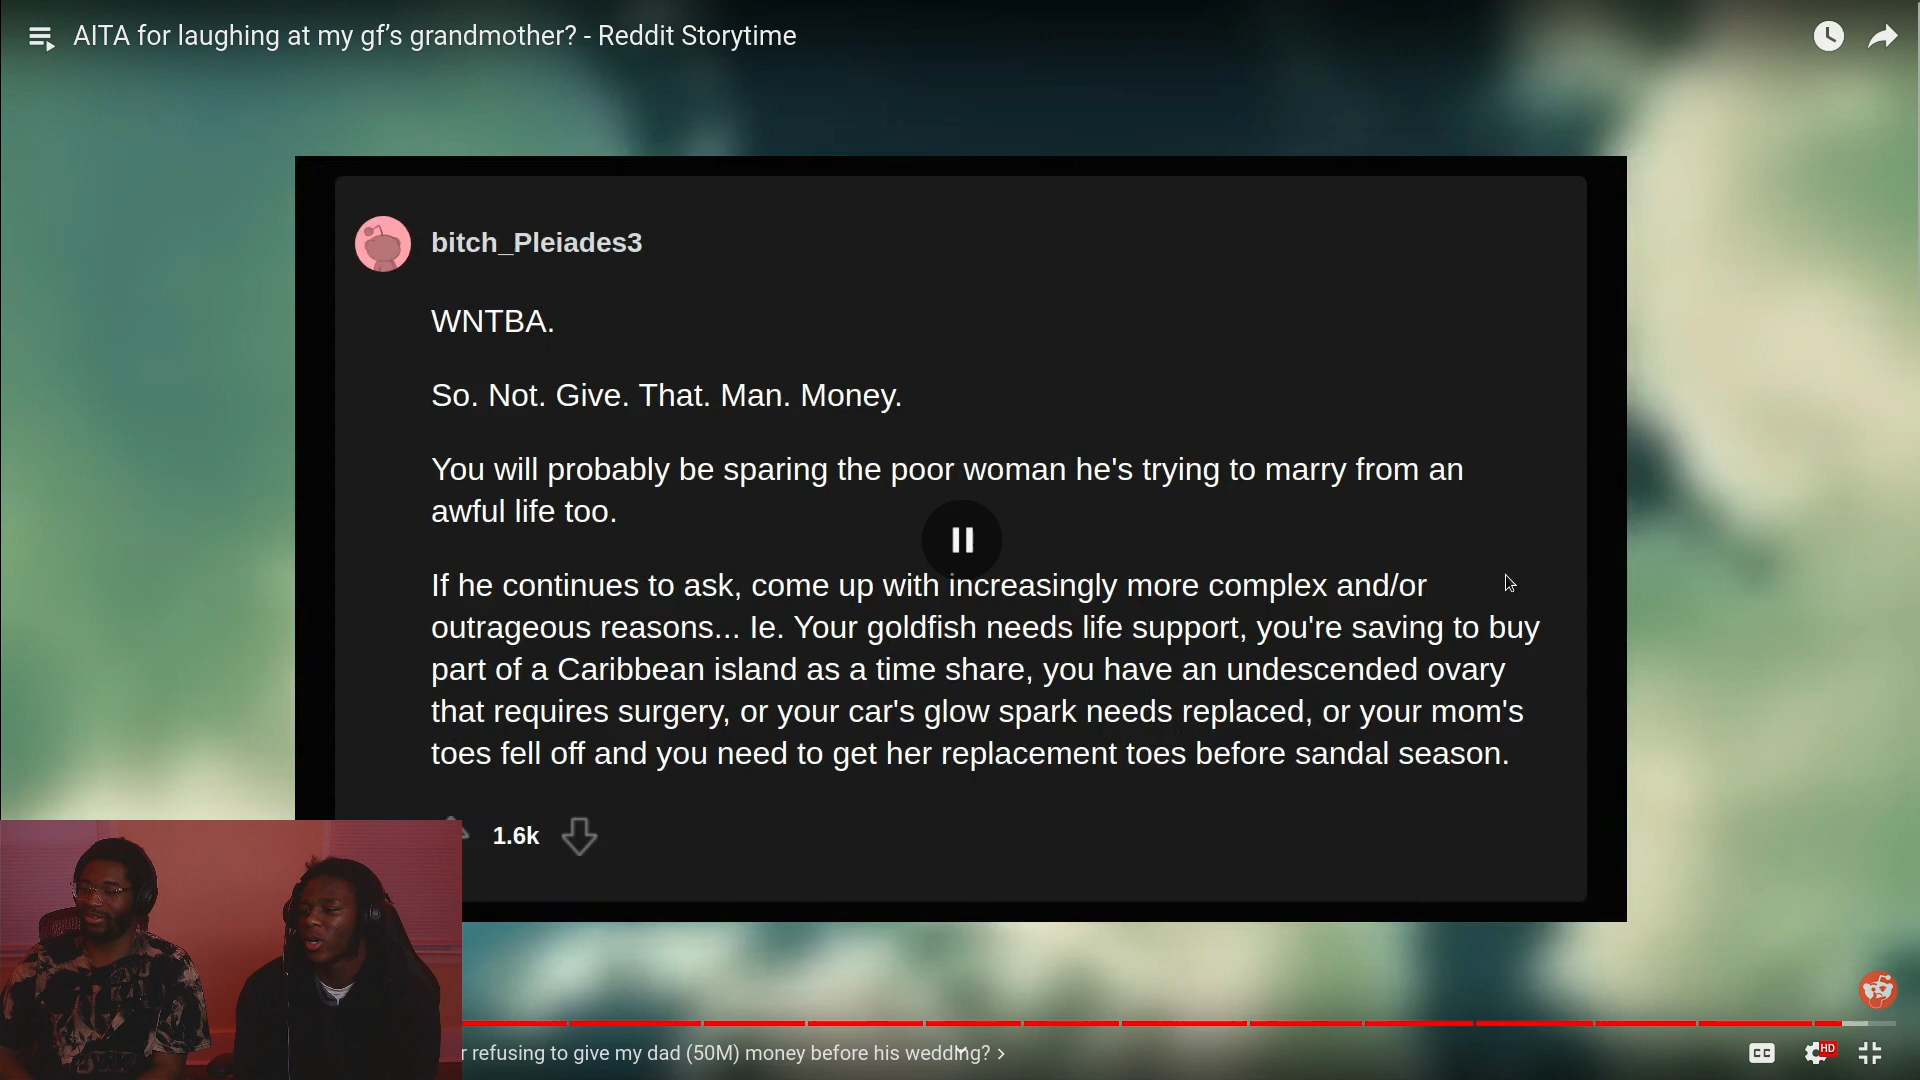 AITA for laughing at my gf's grandmother? - Reddit Storytime
bitch_Pleiades3
WNTBA.
So. Not. Give. That. Man. Money.
You will probably be sparing the poor woman he's trying to marry from an
awful life too.
If he continues to ask, come up with increasingly more complex and/or
outrageous reasons... Ie. Your goldfish needs life support, you're saving to buy
part of a Caribbean island as a time share, you have an undescended ovary
that requires surgery, or your car's glow spark needs replaced, or your mom's
toes fell off and you need to get her replacement toes before sandal season.
1.6k
r refusing to give my dad (50M) money before his wedding? ›
CC
HD